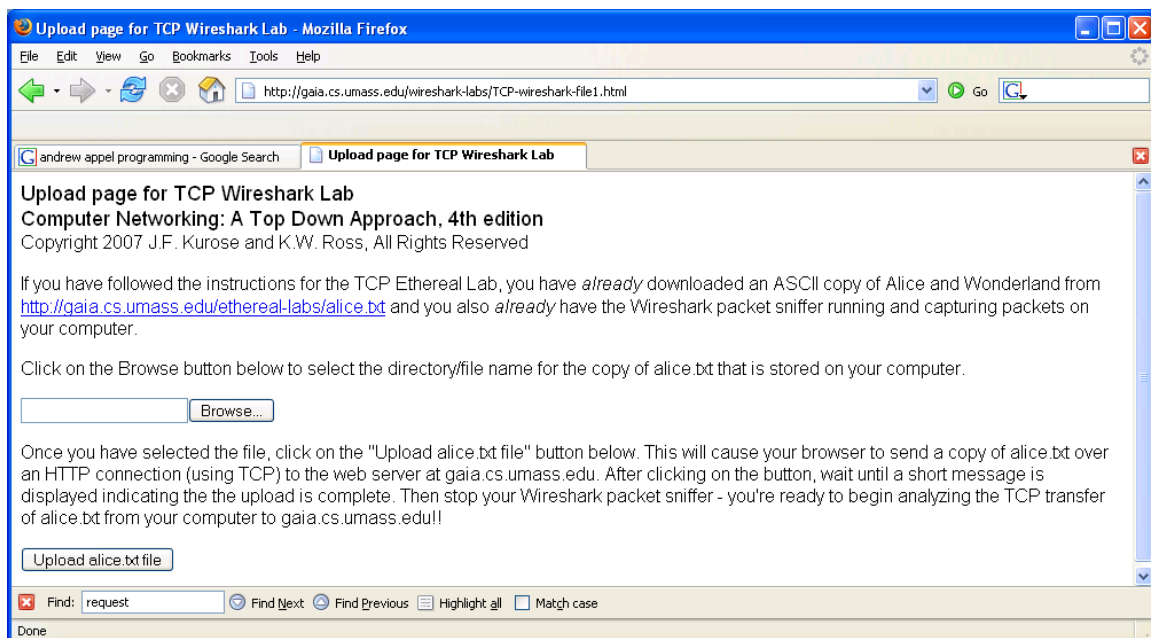 Upload page for TCP Wireshark Lab - Mozilla Firefox
File Edit View Go Bookmarks Tools Help
http://gaia.cs.umass.edu/wireshark-labs/TCP-wireshark-file1.html Go G
G andrew appel programming - Google Search Upload page for TCP Wireshark Lab
Upload page for TCP Wireshark Lab
Computer Networking: A Top Down Approach, 4th edition
Copyright 2007 J.F. Kurose and K.W. Ross, All Rights Reserved
If you have followed the instructions for the TCP Ethereal Lab, you have already downloaded an ASCII copy of Alice and Wonderland from
http://gaia.cs.umass.edu/ethereal-labs/alice.txt and you also already have the Wireshark packet sniffer running and capturing packets on
your computer.
Click on the Browse button below to select the directory/file name for the copy of alice.txt that is stored on your computer.
Browse...
Once you have selected the file, click on the "Upload alice.txt file" button below. This will cause your browser to send a copy of alice.txt over
an HTTP connection (using TCP) to the web server at gaia.cs.umass.edu. After clicking on the button, wait until a short message is
displayed indicating the the upload is complete. Then stop your Wireshark packet sniffer - you're ready to begin analyzing the TCP transfer
of alice.txt from your computer to gaia.cs.umass.edu!!
Upload alice.txt file
Find: request Find Next Find Previous Highlight all Match case
Done